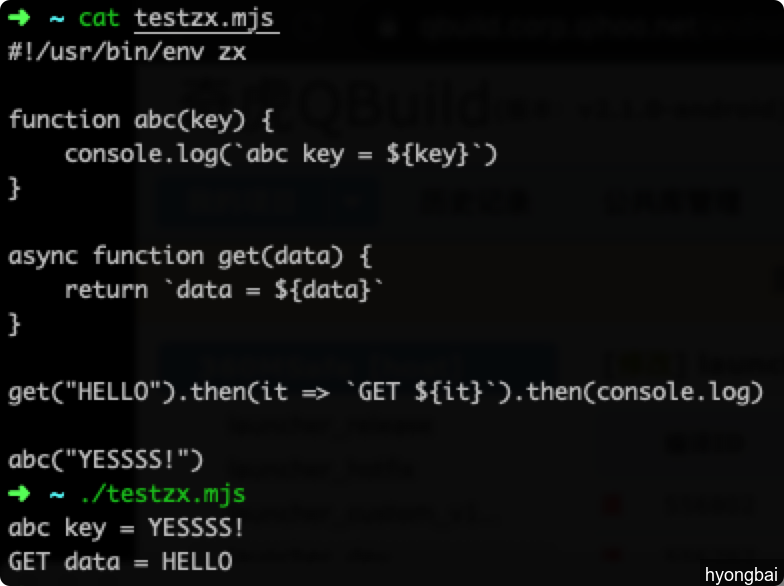 ➜ ~ cat testzx.mjs
#!/usr/bin/env zx
function abc(key) {
    console.log(`abc key = ${key}`)
}
async function get(data) {
    return `data = ${data}`
}
get("HELLO").then(it => `GET ${it}`).then(console.log)
abc("YESSSS!")
➜ ~ ./testzx.mjs
abc key = YESSSS!
GET data = HELLO
hyongbai